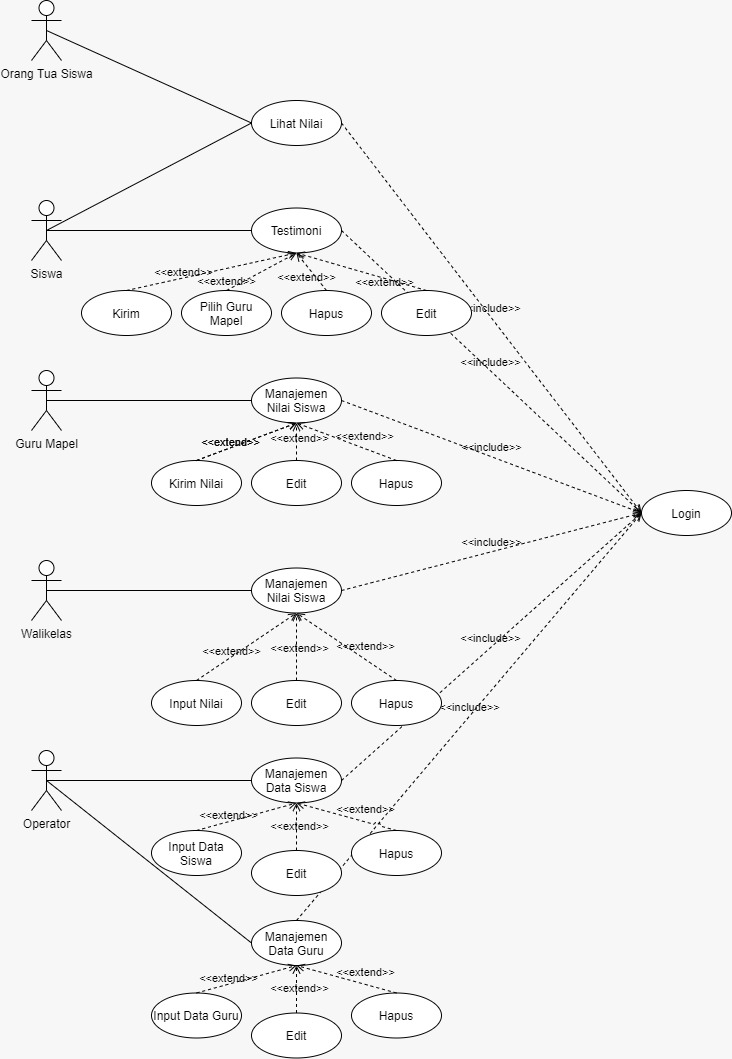 Orang Tua Siswa
Lihat Nilai
Siswa
Testimoni
<<extend>>
<<extend>>
<<extend>>
<<extend>>
Kirim
Pilih Guru
Mapel
Hapus
Edit
include>>
<<include>>
Guru Mapel
Manajemen
Nilai Siswa
<<extend>>
<<extend>>
<<extend>>
<<include>>
Kirim Nilai
Edit
Hapus
Login
<<include>>
Walikelas
Manajemen
Nilai Siswa
<<extend>>
<<extend>>
<<extend>>
<<include>>
Input Nilai
Edit
Hapus
<<include>>
Operator
Manajemen
Data Siswa
<<extend>>
<<extend>>
<<extend>>
Input Data
Siswa
Edit
Hapus
Manajemen
Data Guru
<<extend>>
<<extend>>
<<extend>>
Input Data Guru
Edit
Hapus